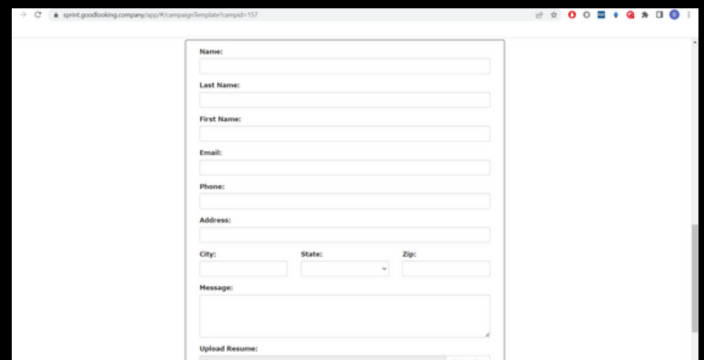 sprint.goodlooking.company/app/#/campaignTemplate?campid=157
Name:
Last Name:
First Name:
Email:
Phone:
Address:
City: State: Zip:
Message:
Upload Resume: